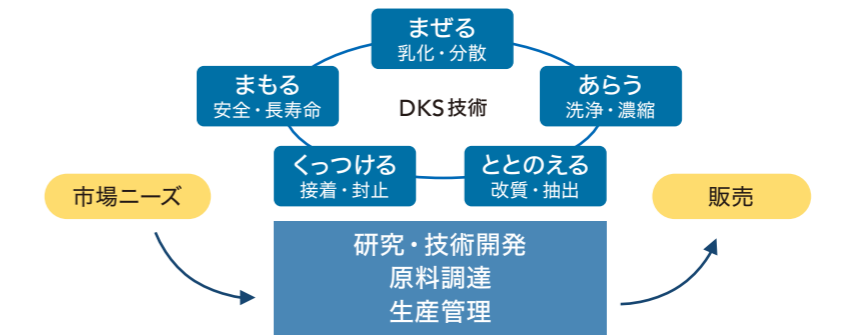 まぜる
乳化・分散
まもる
安全・長寿命
DKS技術
あらう
洗浄・濃縮
くっつける
接着・封止
ととのえる
改質・抽出
市場ニーズ
販売
研究・技術開発
原料調達
生産管理